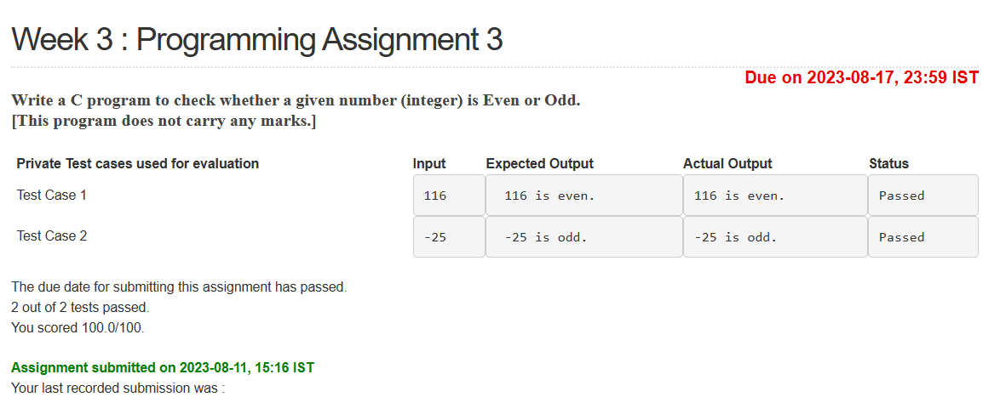 Week 3 : Programming Assignment 3
Due on 2023-08-17, 23:59 IST
Write a C program to check whether a given number (integer) is Even or Odd.
[This program does not carry any marks.]
Private Test cases used for evaluation Input Expected Output Actual Output Status
Test Case 1 116 116 is even. 116 is even. Passed
Test Case 2 -25 -25 is odd. -25 is odd. Passed
The due date for submitting this assignment has passed.
2 out of 2 tests passed.
You scored 100.0/100.
Assignment submitted on 2023-08-11, 15:16 IST
Your last recorded submission was :